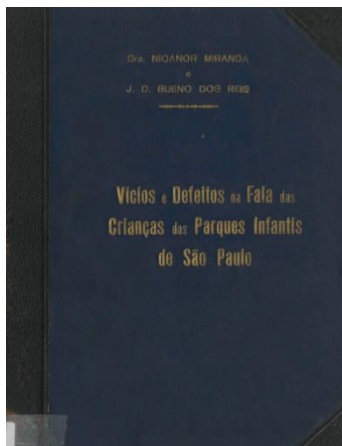 Drs. NICANOR MIRANDA
e
J. D. BUENO DOS REIS
Vícios e Defeitos na Fala das
Crianças dos Parques Infantis
de São Paulo